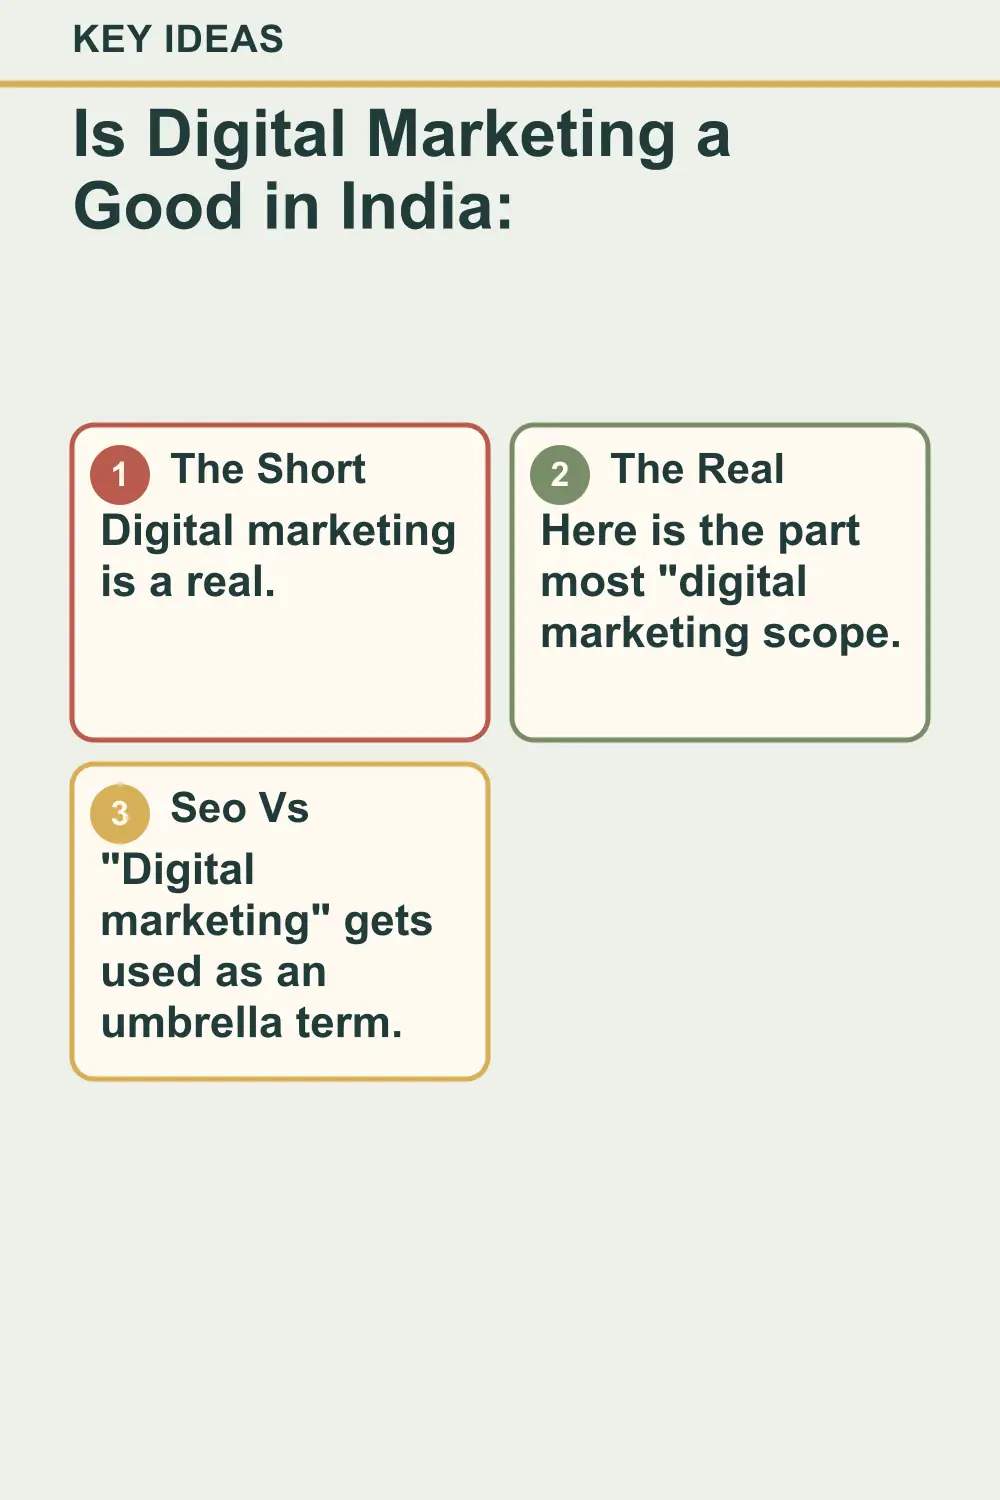 KEY IDEAS
Is Digital Marketing a
Good in India:
1 The Short
Digital marketing
is a real.
2 The Real
Here is the part
most "digital
marketing scope.
3 Seo Vs
"Digital
marketing" gets
used as an
umbrella term.